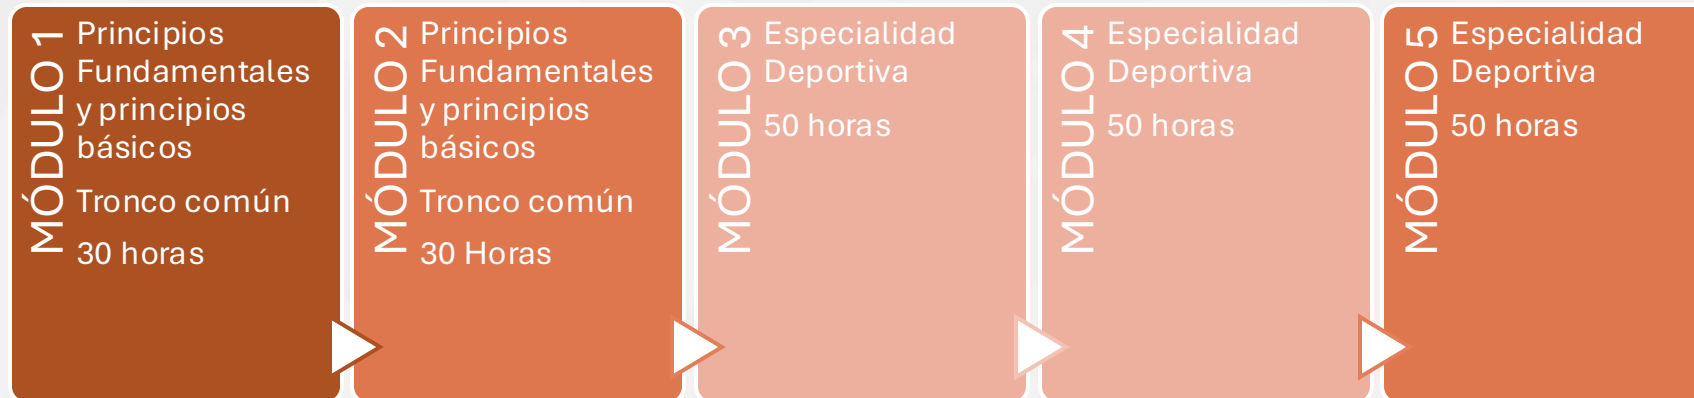 MÓDULO 1
Principios
Fundamentales
y principios
básicos
Tronco común
30 horas
MÓDULO 2
Principios
Fundamentales
y principios
básicos
Tronco común
30 Horas
MÓDULO 3
Especialidad
Deportiva
50 horas
MÓDULO 4
Especialidad
Deportiva
50 horas
MÓDULO 5
Especialidad
Deportiva
50 horas